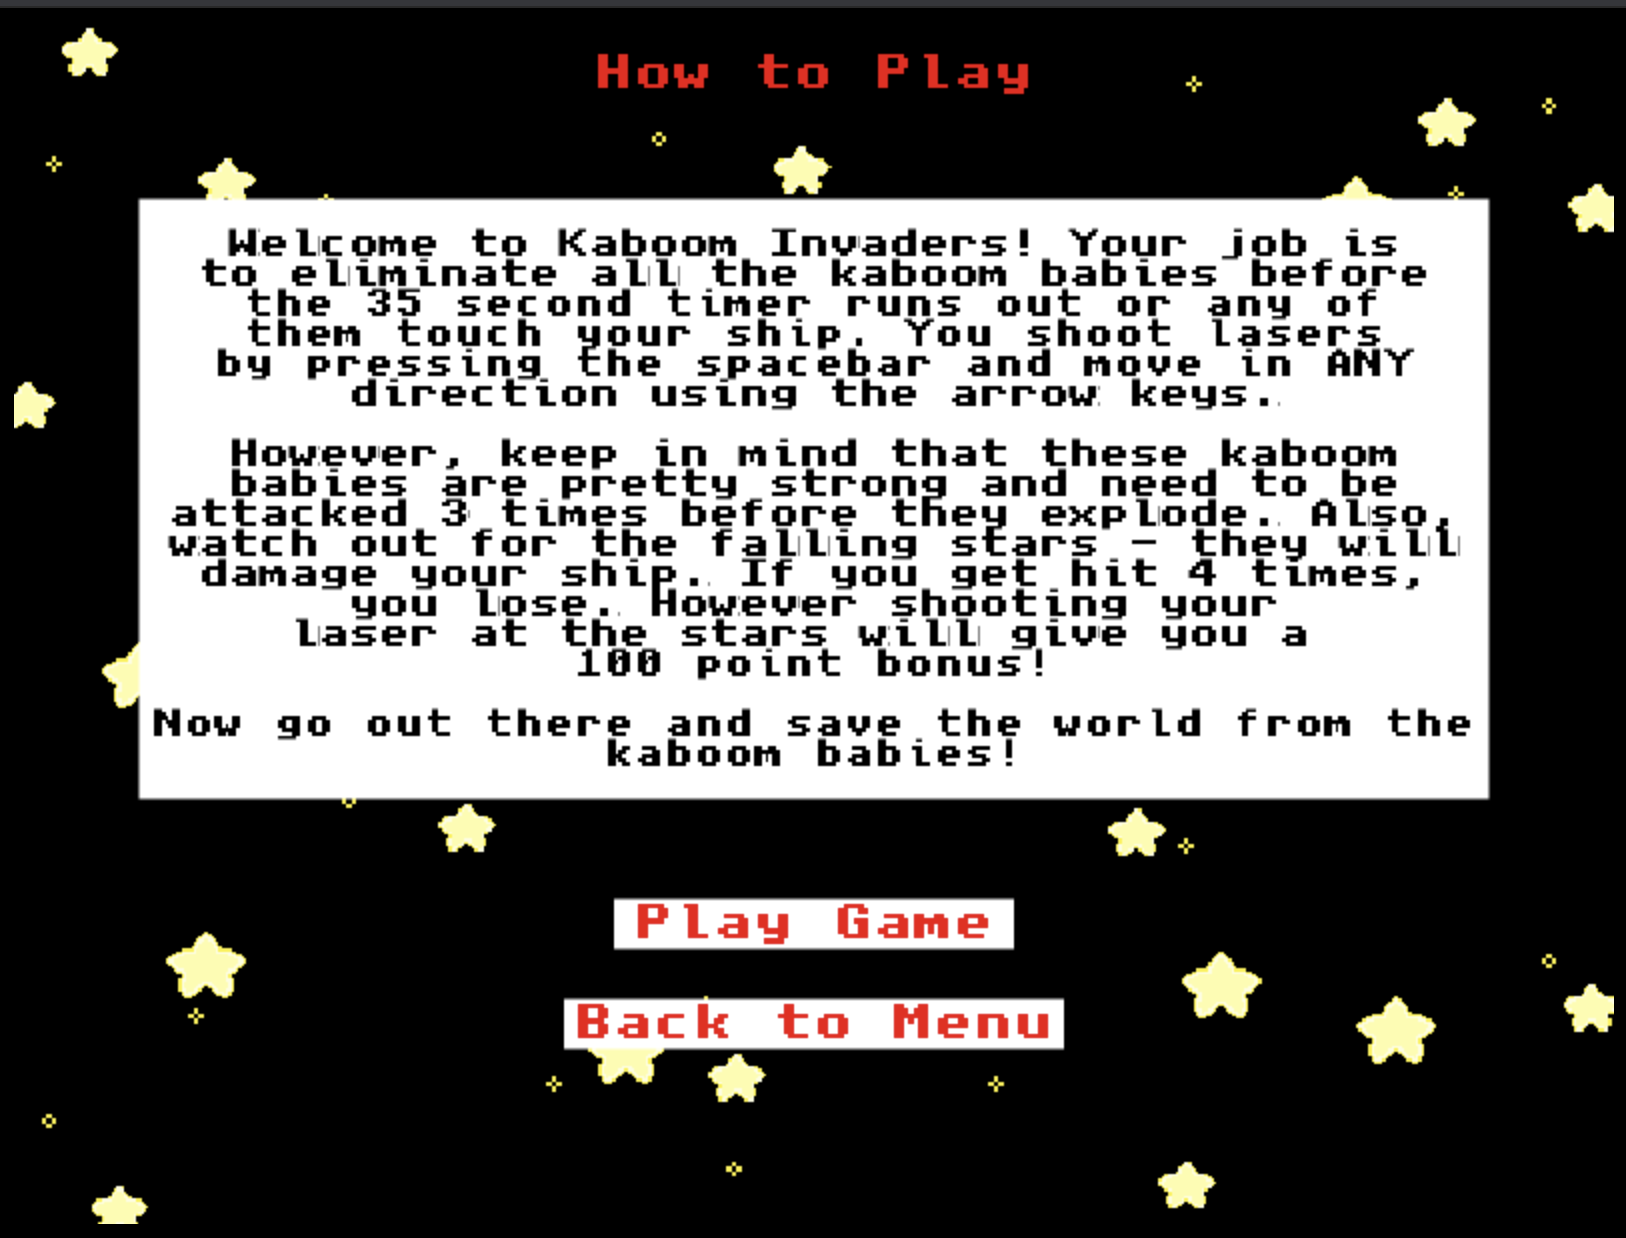 How to Play
Welcome to Kaboom Invaders! Your job is
to eliminate all the kaboom babies before
the 35 second timer runs out or any of
them touch your ship. You shoot lasers
by pressing the spacebar and move in ANY
direction using the arrow keys.
However, keep in mind that these kaboom
babies are pretty strong and need to be
attacked 3 times before they explode. Also,
watch out for the falling stars - they will
damage your ship. If you get hit 4 times,
you lose. However shooting your
laser at the stars will give you a
100 point bonus!
Now go out there and save the world from the
kaboom babies!
Play Game
Back to Menu